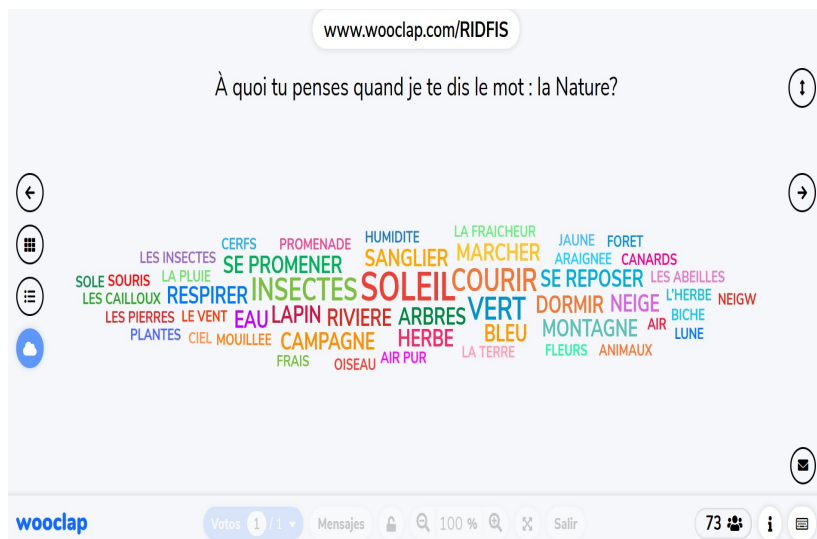 www.wooclap.com/RIDFIS
À quoi tu penses quand je te dis le mot : la Nature?
CERFS PROMENADE HUMIDITE LA FRAICHEUR JAUNE FORET
LES INSECTES SE PROMENER SANGLIER MARCHER ARAIGNEE CANARDS
SOLE SOURIS LA PLUIE INSECTES SOLEIL COURIR SE REPOSER LES ABEILLES
LES CAILLOUX RESPIRER VERT DORMIR NEIGE L'HERBE NEIGW
LES PIERRES LE VENT EAU LAPIN RIVIERE ARBRES MONTAGNE AIR BICHE
PLANTES CIEL MOUILLEE CAMPAGNE HERBE BLEU LUNE
FRAIS OISEAU AIR PUR LA TERRE FLEURS ANIMAUX
wooclap Votos 1 / 1 Mensajes 100 % Salir 73 i